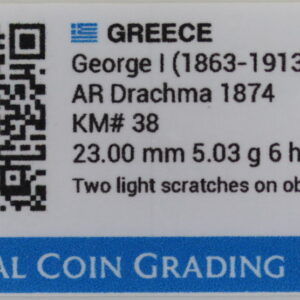 GREECE
George I (1863-1913
AR Drachma 1874
KM# 38
23.00 mm 5.03 g 6 h
Two light scratches on ob
AL COIN GRADING